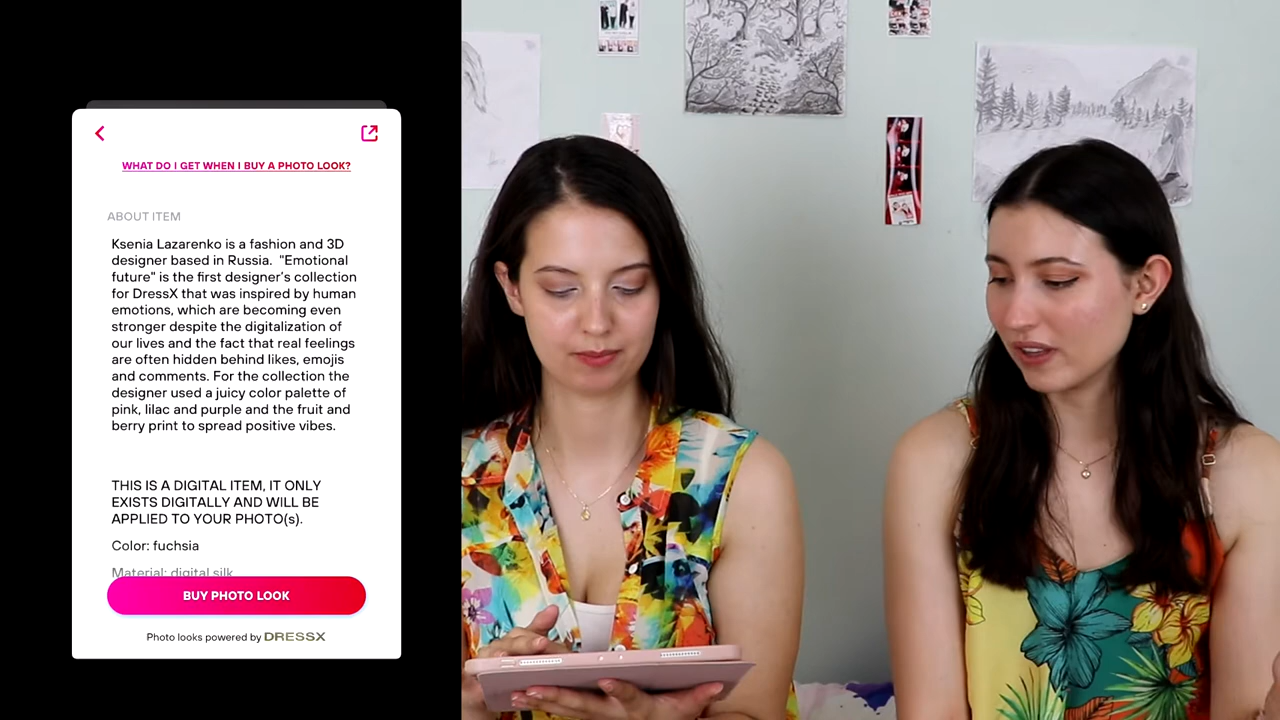 WHAT DO I GET WHEN I BUY A PHOTO LOOK?
ABOUT ITEM
Ksenia Lazarenko is a fashion and 3D
designer based in Russia. "Emotional
future" is the first designer's collection
for DressX that was inspired by human
emotions, which are becoming even
stronger despite the digitalization of
our lives and the fact that real feelings
are often hidden behind likes, emojis
and comments. For the collection the
designer used a juicy color palette of
pink, lilac and purple and the fruit and
berry print to spread positive vibes.
THIS IS A DIGITAL ITEM, IT ONLY
EXISTS DIGITALLY AND WILL BE
APPLIED TO YOUR PHOTO(s).
Color: fuchsia
Material: digital silk
BUY PHOTO LOOK
Photo looks powered by DRESSX